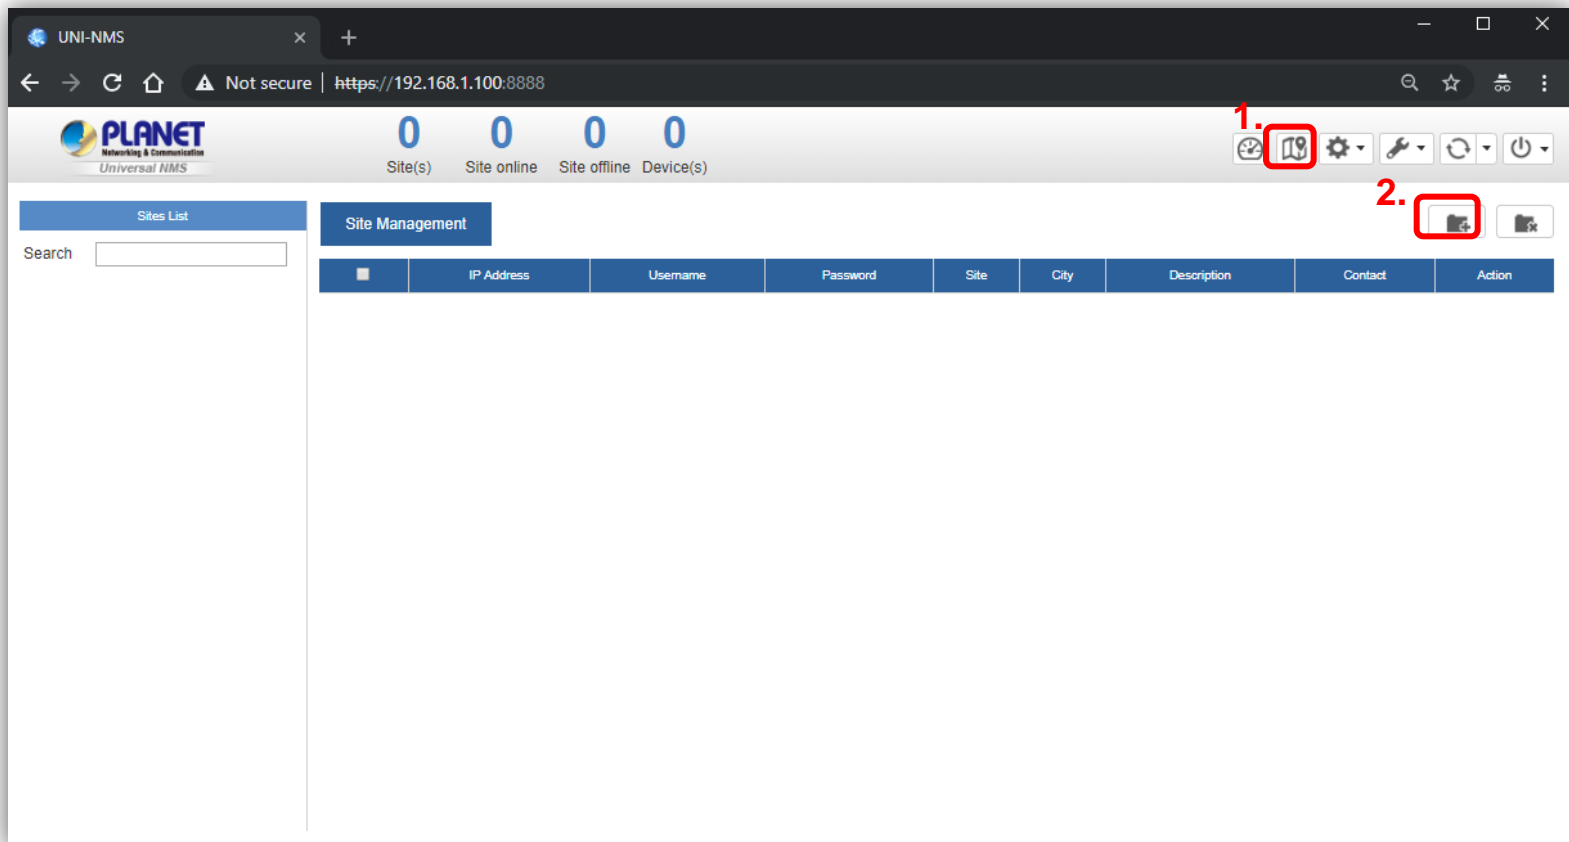 UNI-NMS
Not secure | https://192.168.1.100:8888
PLANET
Networking & Communication
Universal NMS
0 0 0 0
Site(s) Site online Site offline Device(s)
1.
2.
Sites List
Search
Site Management
IP Address Username Password Site City Description Contact Action